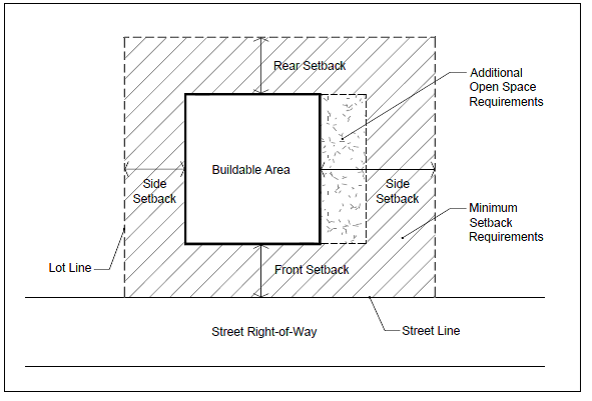 Rear Setback
Additional
Open Space
Requirements
Buildable Area
Side
Setback
Side
Setback
Minimum
Setback
Requirements
Lot Line
Front Setback
Street Right-of-Way
Street Line